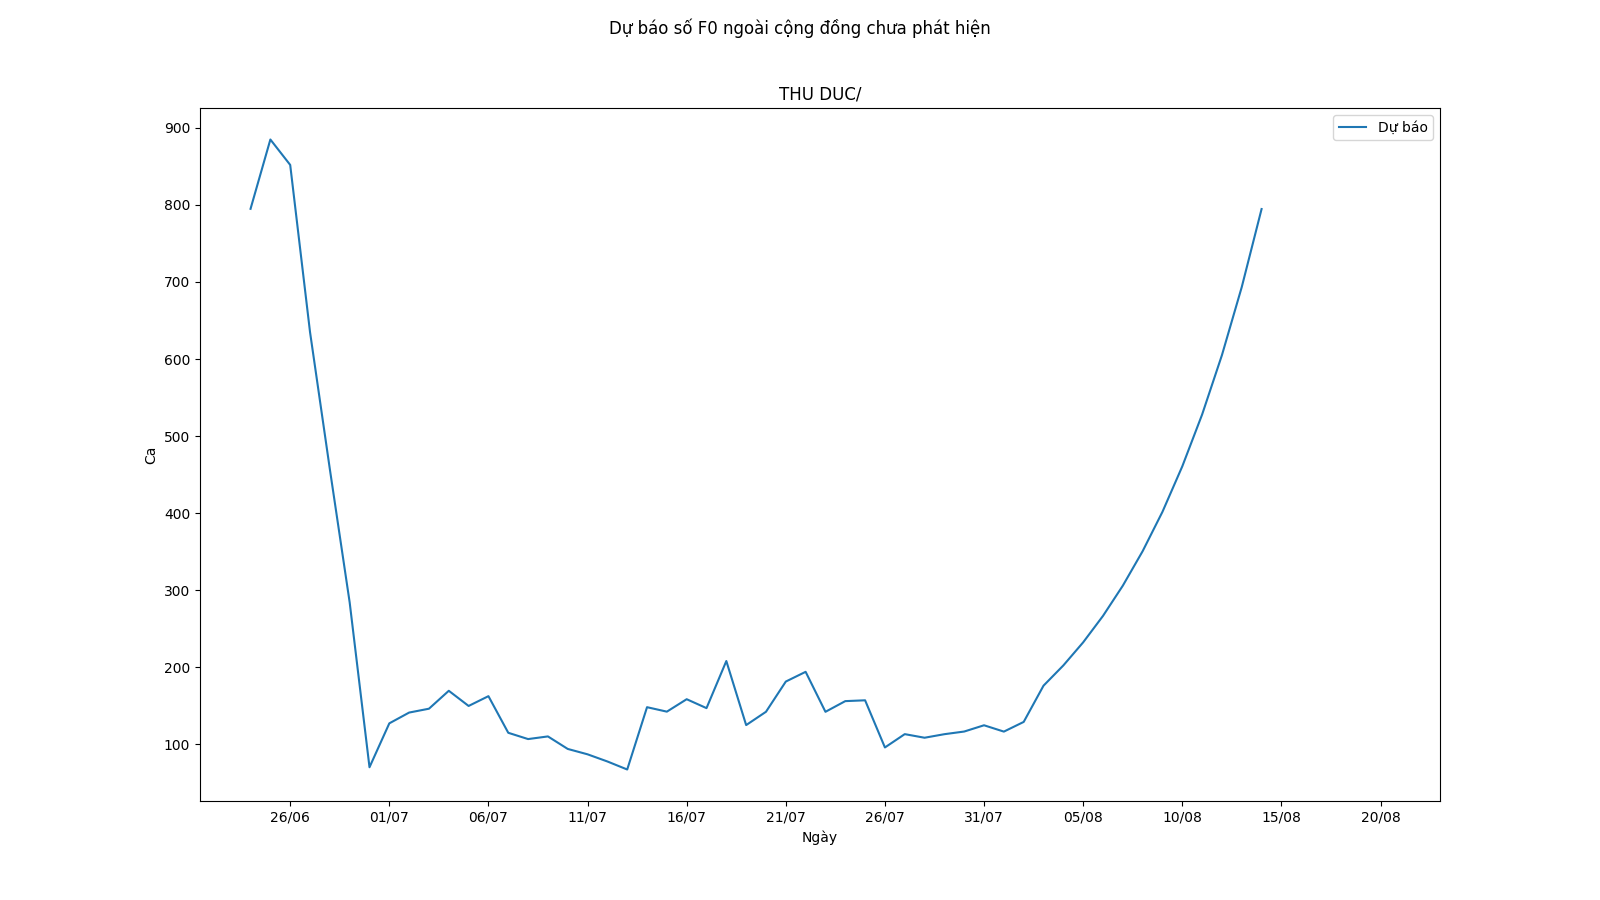 Dự báo số F0 ngoài cộng đồng chưa phát hiện
THU DUC/
Dự báo
900
800
700
600
500
400
300
200
100
Ca
26/06 01/07 06/07 11/07 16/07 21/07 26/07 31/07 05/08 10/08 15/08 20/08
Ngày